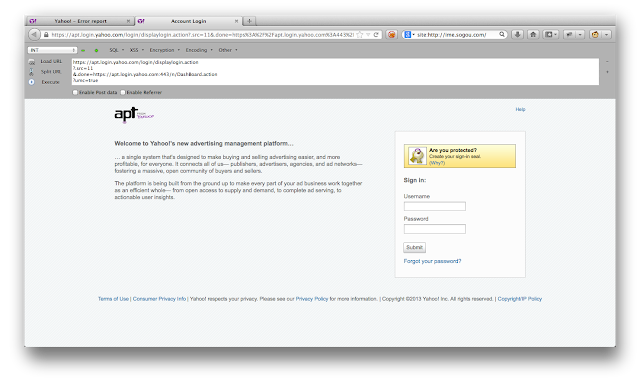 Yahoo! – Error report
Account Login
https://apt.login.yahoo.com/login/displaylogin.action?.src=11&.done=https%3A%2F%2Fapt.login.yahoo.com%3A443%2
site:http://ime.sogou.com/
INT
SQL XSS Encryption Encoding Other
Load URL
Split URL
Execute
https://apt.login.yahoo.com/login/displaylogin.action
?.src=11
&.done=https://apt.login.yahoo.com:443/n/DashBoard.action
?umc=true
Enable Post data Enable Referrer
apt from YAHOO!
Help
Welcome to Yahoo!'s new advertising management platform...
... a single system that's designed to make buying and selling advertising easier, and more
profitable, for everyone. It connects all of us— publishers, advertisers, agencies, and ad networks—
fostering a massive, open community of buyers and sellers.
The platform is being built from the ground up to make every part of your ad business work together
as an efficient whole— from open access to supply and demand, to complete ad serving, to
actionable user insights.
Are you protected?
Create your sign-in seal.
(Why?)
Sign in:
Username
Password
Submit
Forgot your password?
Terms of Use | Consumer Privacy Info | Yahoo! respects your privacy. Please see our Privacy Policy for more information. | Copyright ©2013 Yahoo! Inc. All rights reserved. | Copyright/IP Policy